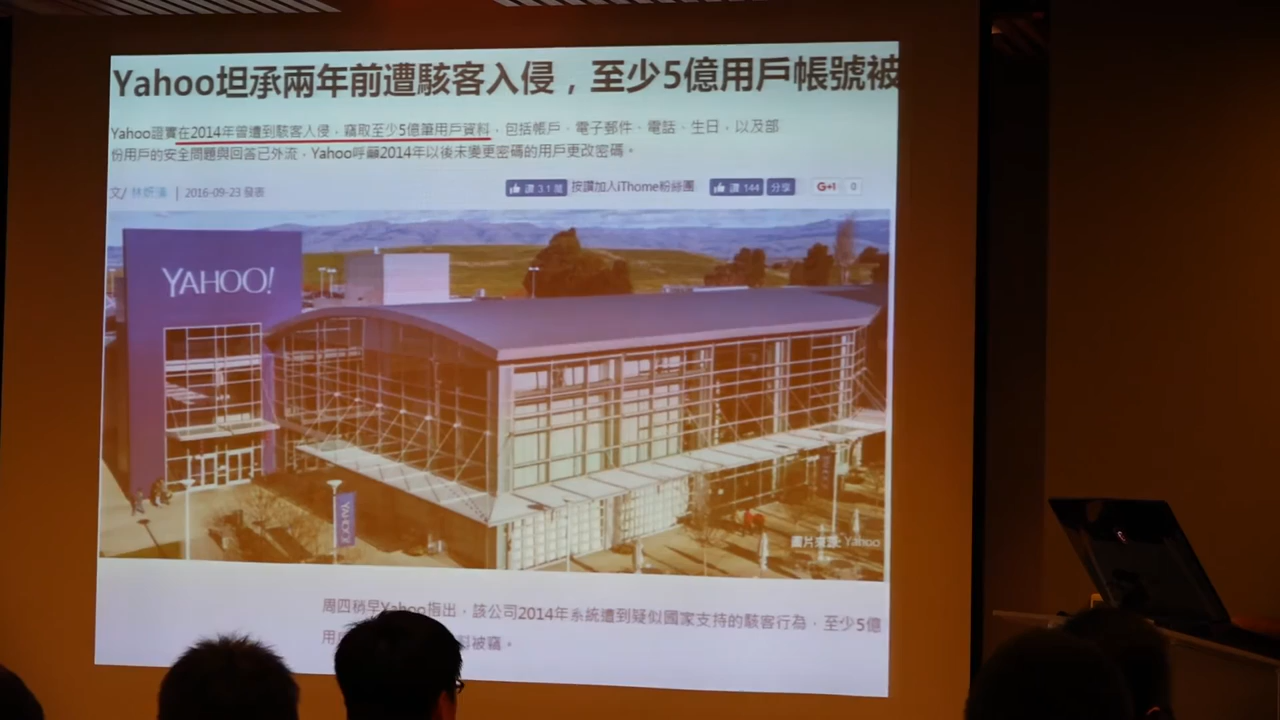 Yahoo坦承兩年前遭駭客入侵，至少5億用戶帳號被
Yahoo證實在2014年曾遭到駭客入侵，竊取至少5億筆用戶資料，包括帳戶、電子郵件、電話、生日，以及部
份用戶的安全問題與回答已外流，Yahoo呼籲2014年以後未變更密碼的用戶更改密碼。
文/ 林妍溱 | 2016-09-23 發表
讚 3.1 萬 按讚加入iThome粉絲團 讚 144 分享 G+1 0
YAHOO!
YAHOO!
圖片來源: Yahoo
周四稍早Yahoo指出，該公司2014年系統遭到疑似國家支持的駭客行為，至少5億
用 被竊。